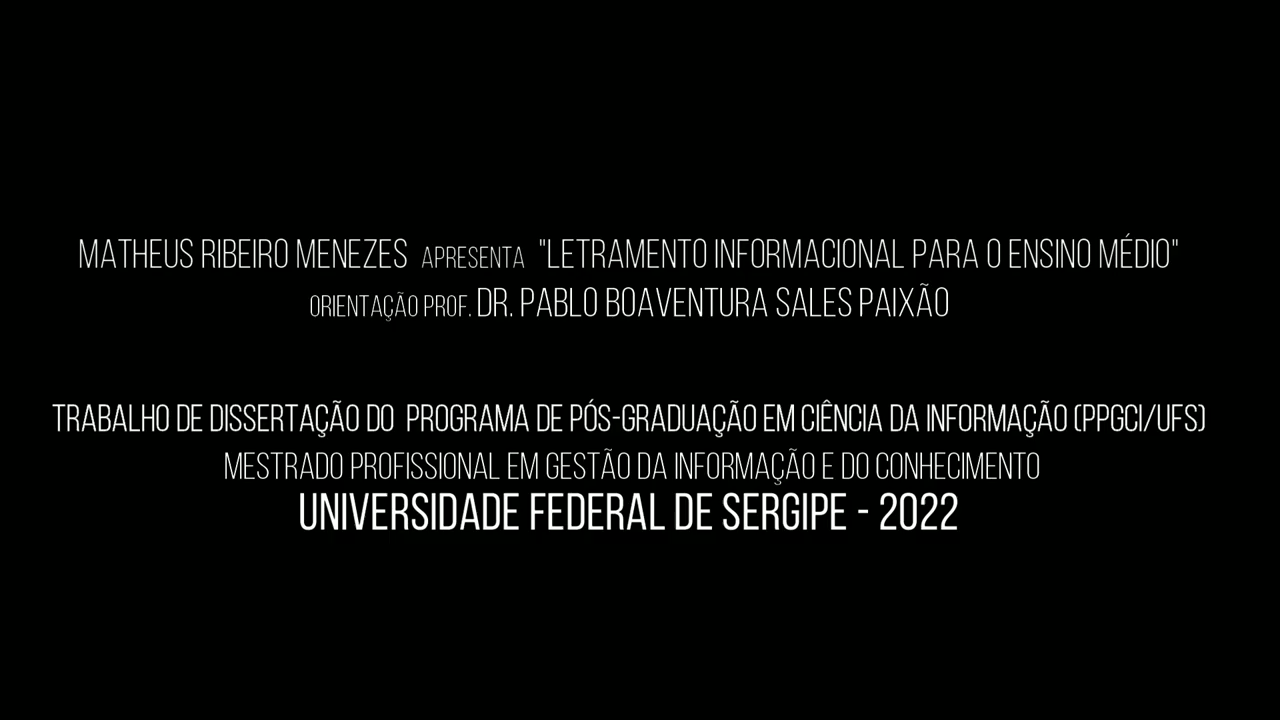 MATHEUS RIBEIRO MENEZES APRESENTA "LETRAMENTO INFORMACIONAL PARA O ENSINO MÉDIO"
ORIENTAÇÃO PROF. DR. PABLO BOAVENTURA SALES PAIXÃO
TRABALHO DE DISSERTAÇÃO DO PROGRAMA DE PÓS-GRADUAÇÃO EM CIÊNCIA DA INFORMAÇÃO (PPGCI/UFS)
MESTRADO PROFISSIONAL EM GESTÃO DA INFORMAÇÃO E DO CONHECIMENTO
UNIVERSIDADE FEDERAL DE SERGIPE - 2022